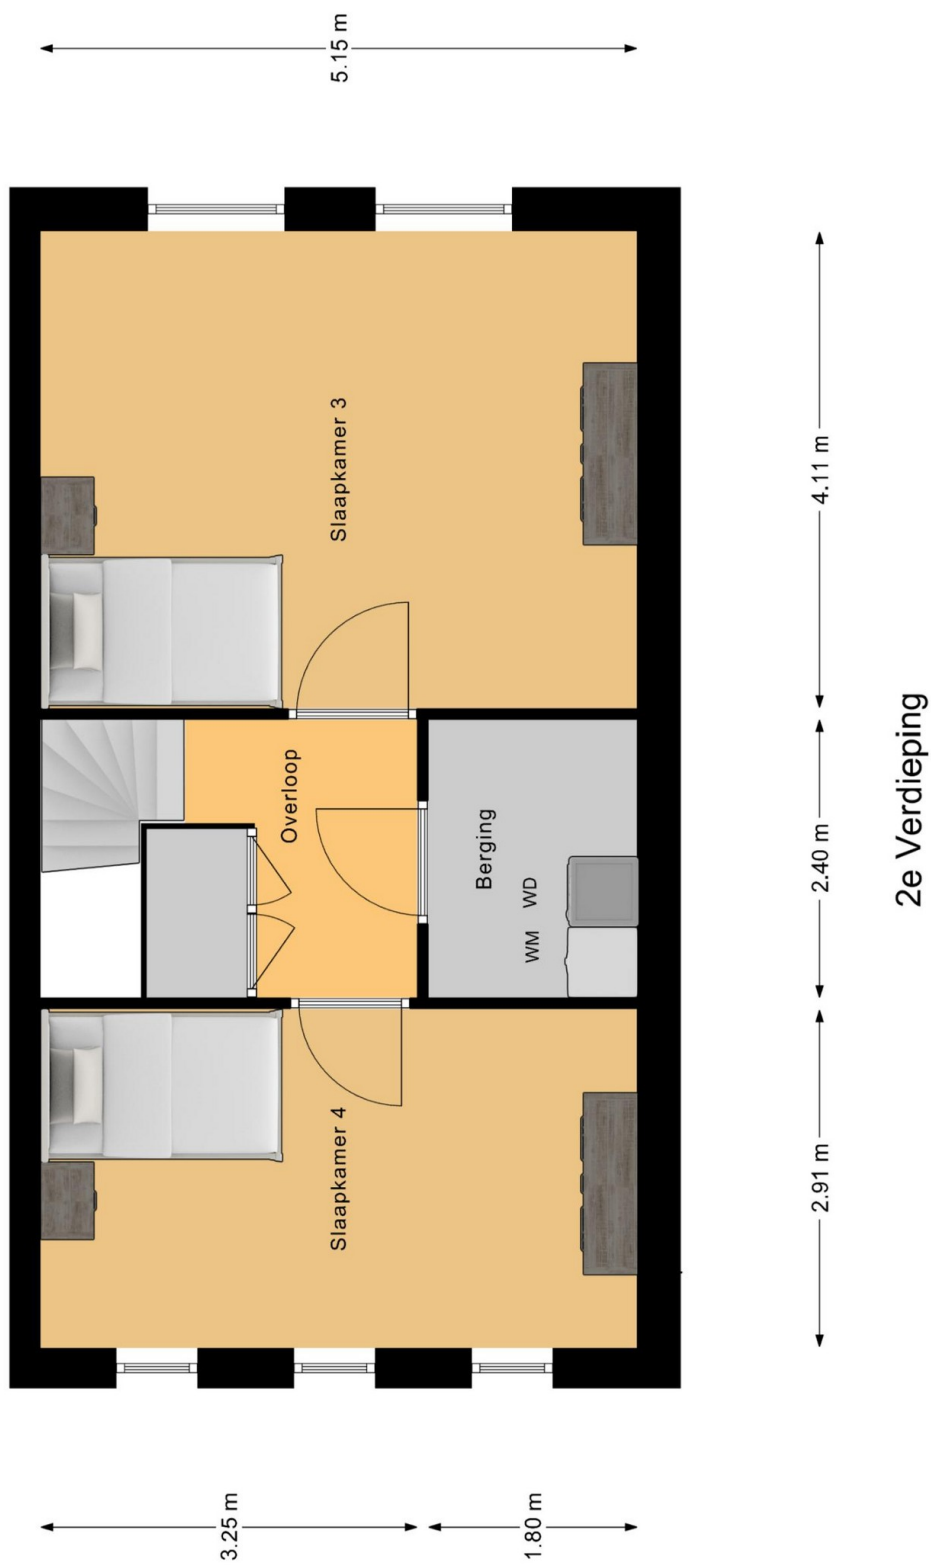 5.15 m
Slaapkamer 3
4.11 m
Overloop
Berging
WM WD
2.40 m
2e Verdieping
Slaapkamer 4
2.91 m
3.25 m
1.80 m